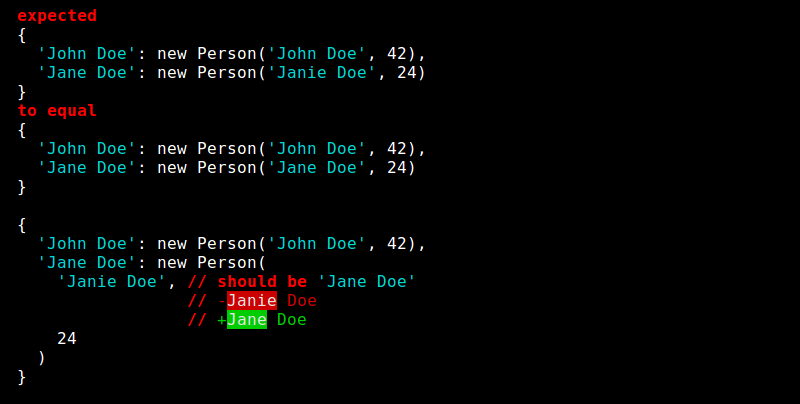 expected
{
  'John Doe': new Person('John Doe', 42),
  'Jane Doe': new Person('Janie Doe', 24)
}
to equal
{
  'John Doe': new Person('John Doe', 42),
  'Jane Doe': new Person('Jane Doe', 24)
}

{
  'John Doe': new Person('John Doe', 42),
  'Jane Doe': new Person(
    'Janie Doe', // should be 'Jane Doe'
                 // -Janie Doe
                 // +Jane Doe
    24
  )
}